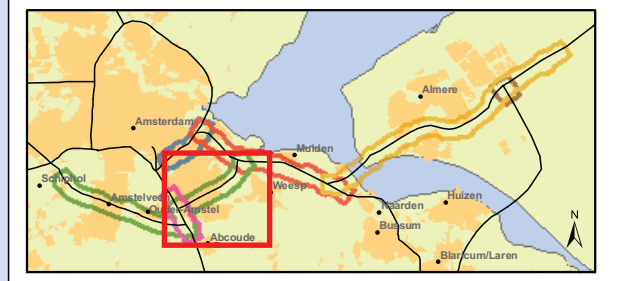 Almere
Amsterdam
Muiden
Schiphol
Weesp
Amstelveen
Huizen
Ouder-Amstel
Naarden
N
Bussum
Abcoude
Blaricum/Laren